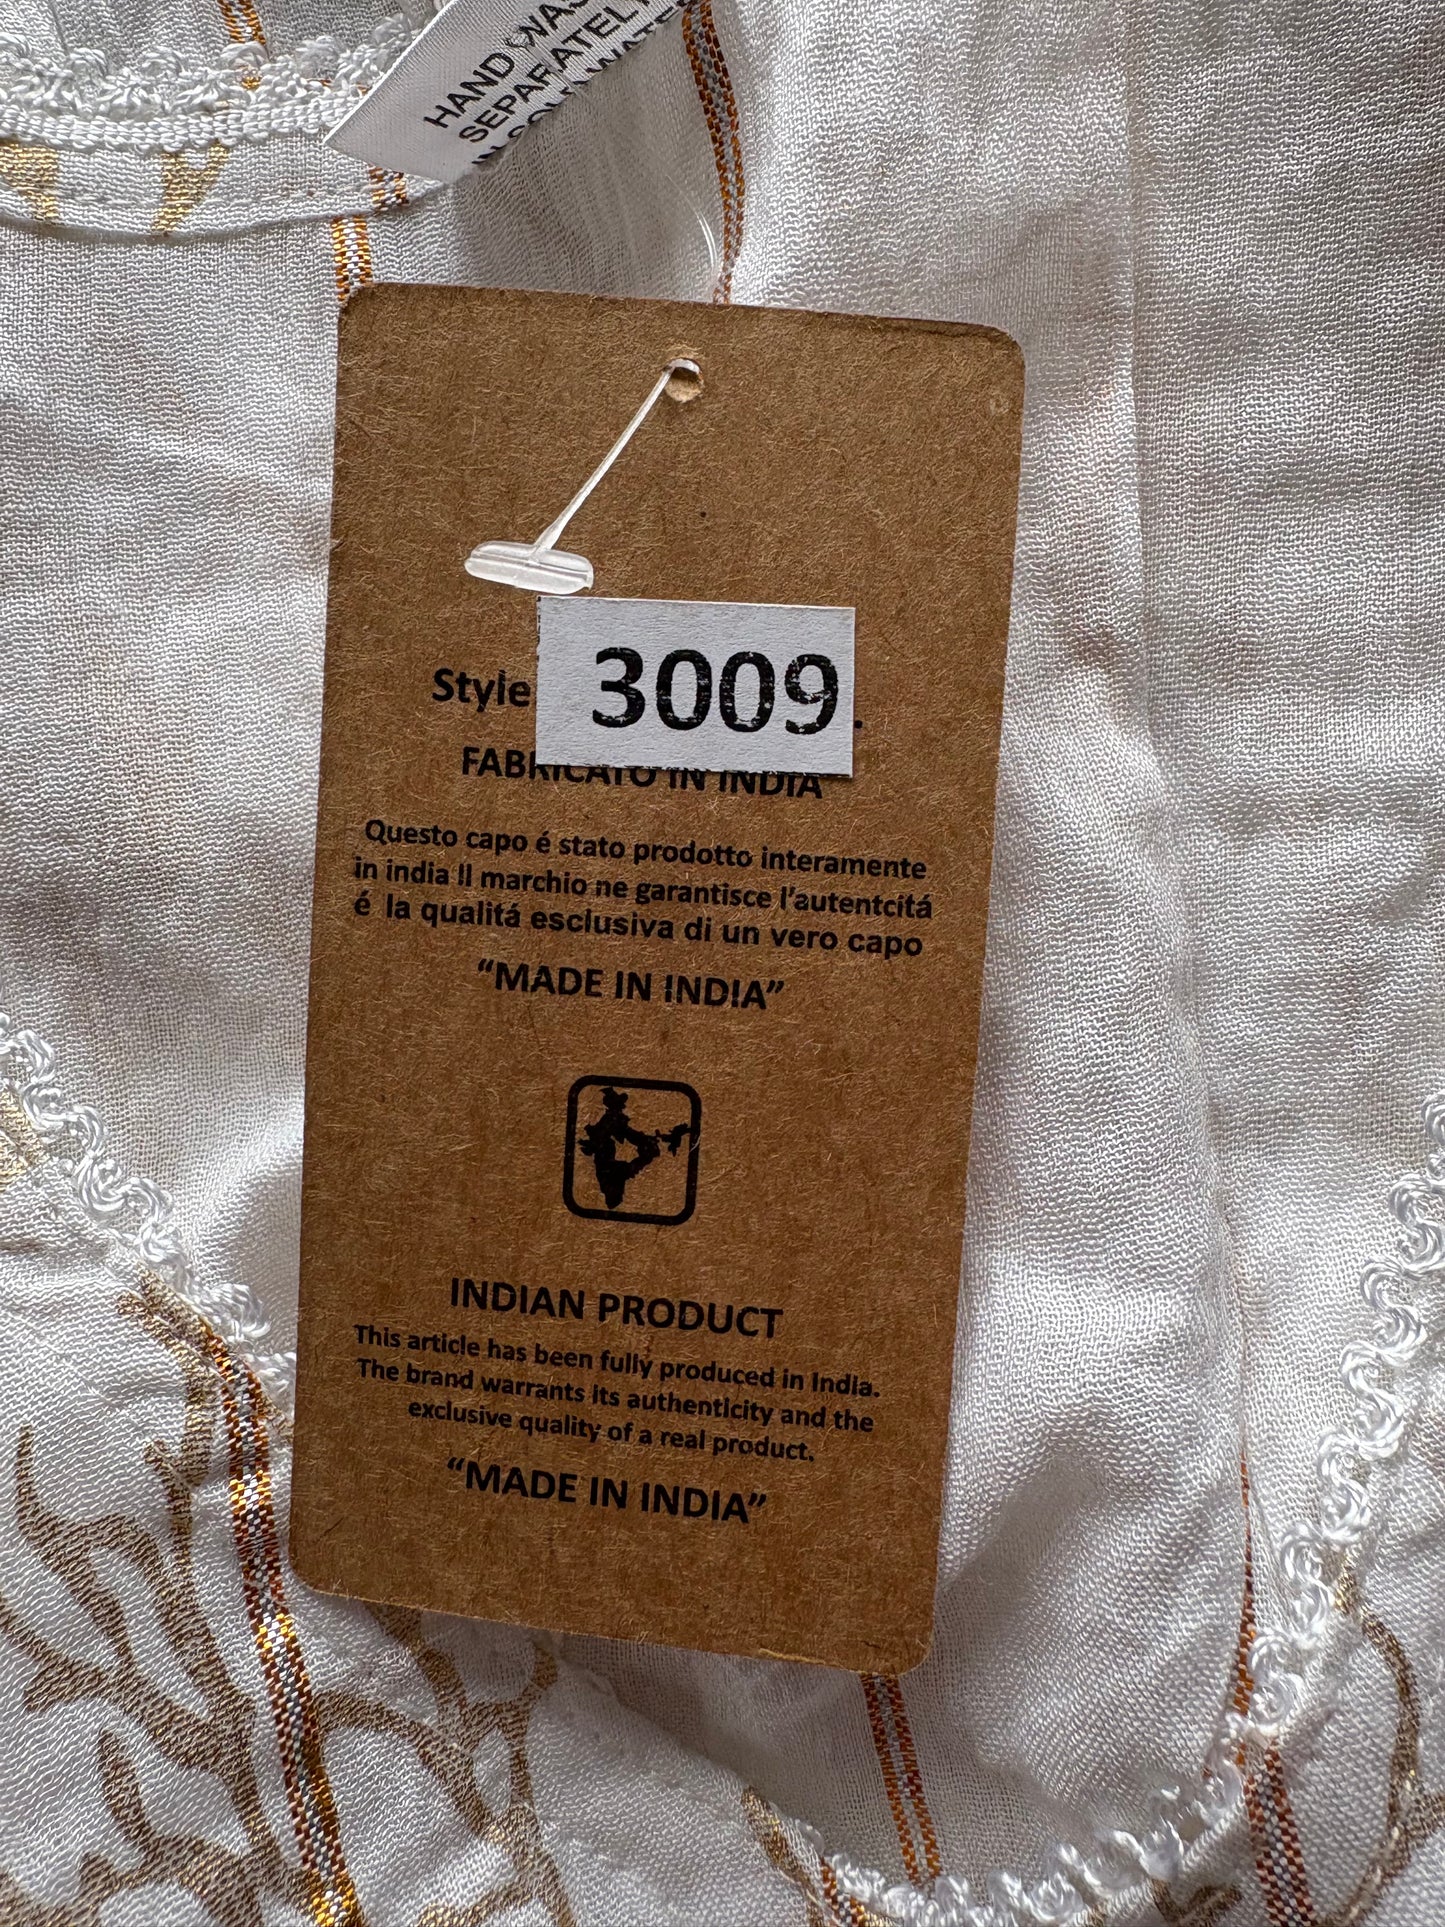 HAND WAS
SEPARATEL
Style 3009.
FABRICATO IN INDIA
Questo capo é stato prodotto interamente
in india Il marchio ne garantisce l'autentcitá
é la qualitá esclusiva di un vero capo
“MADE IN INDIA”
INDIAN PRODUCT
This article has been fully produced in India.
The brand warrants its authenticity and the
exclusive quality of a real product.
“MADE IN INDIA”